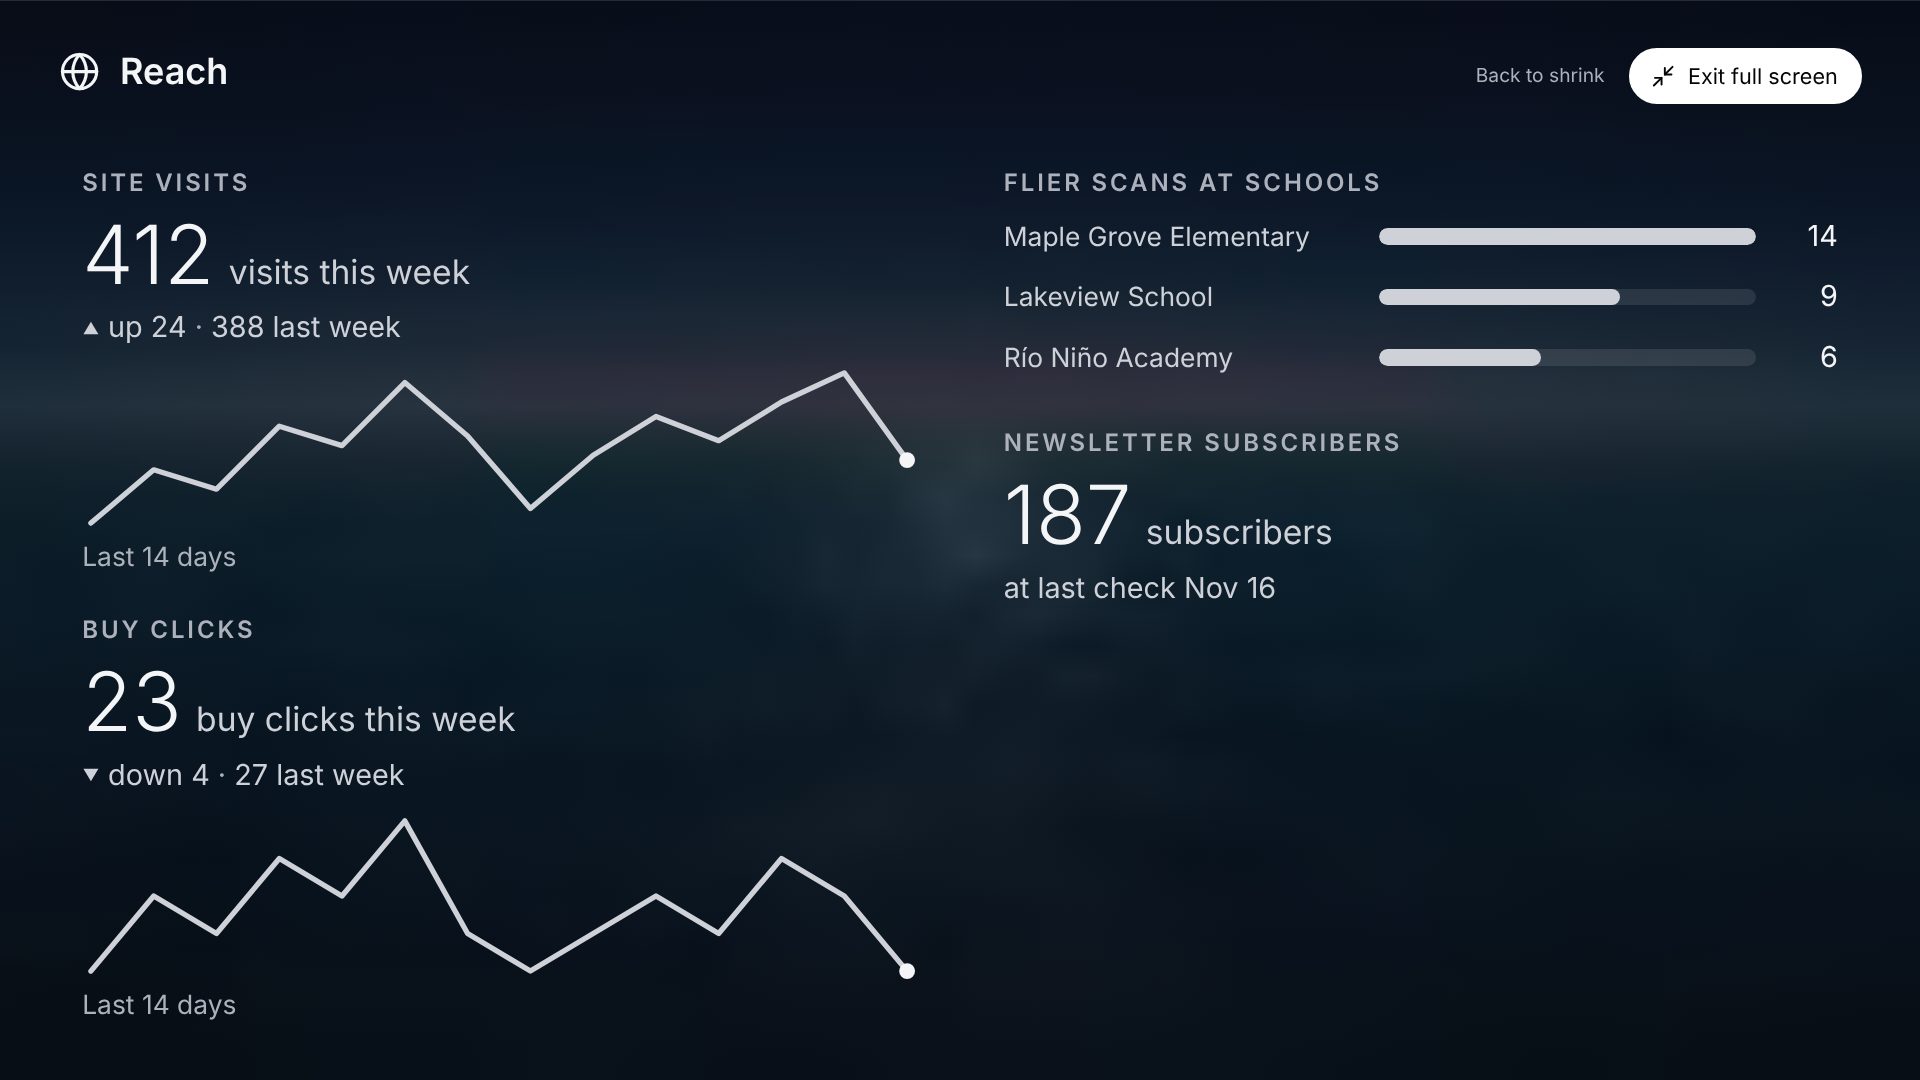 Reach
Back to shrink
Exit full screen
SITE VISITS
412 visits this week
▲ up 24 · 388 last week
Last 14 days
BUY CLICKS
23 buy clicks this week
▼ down 4 · 27 last week
Last 14 days
FLIER SCANS AT SCHOOLS
Maple Grove Elementary 14
Lakeview School 9
Río Niño Academy 6
NEWSLETTER SUBSCRIBERS
187 subscribers
at last check Nov 16